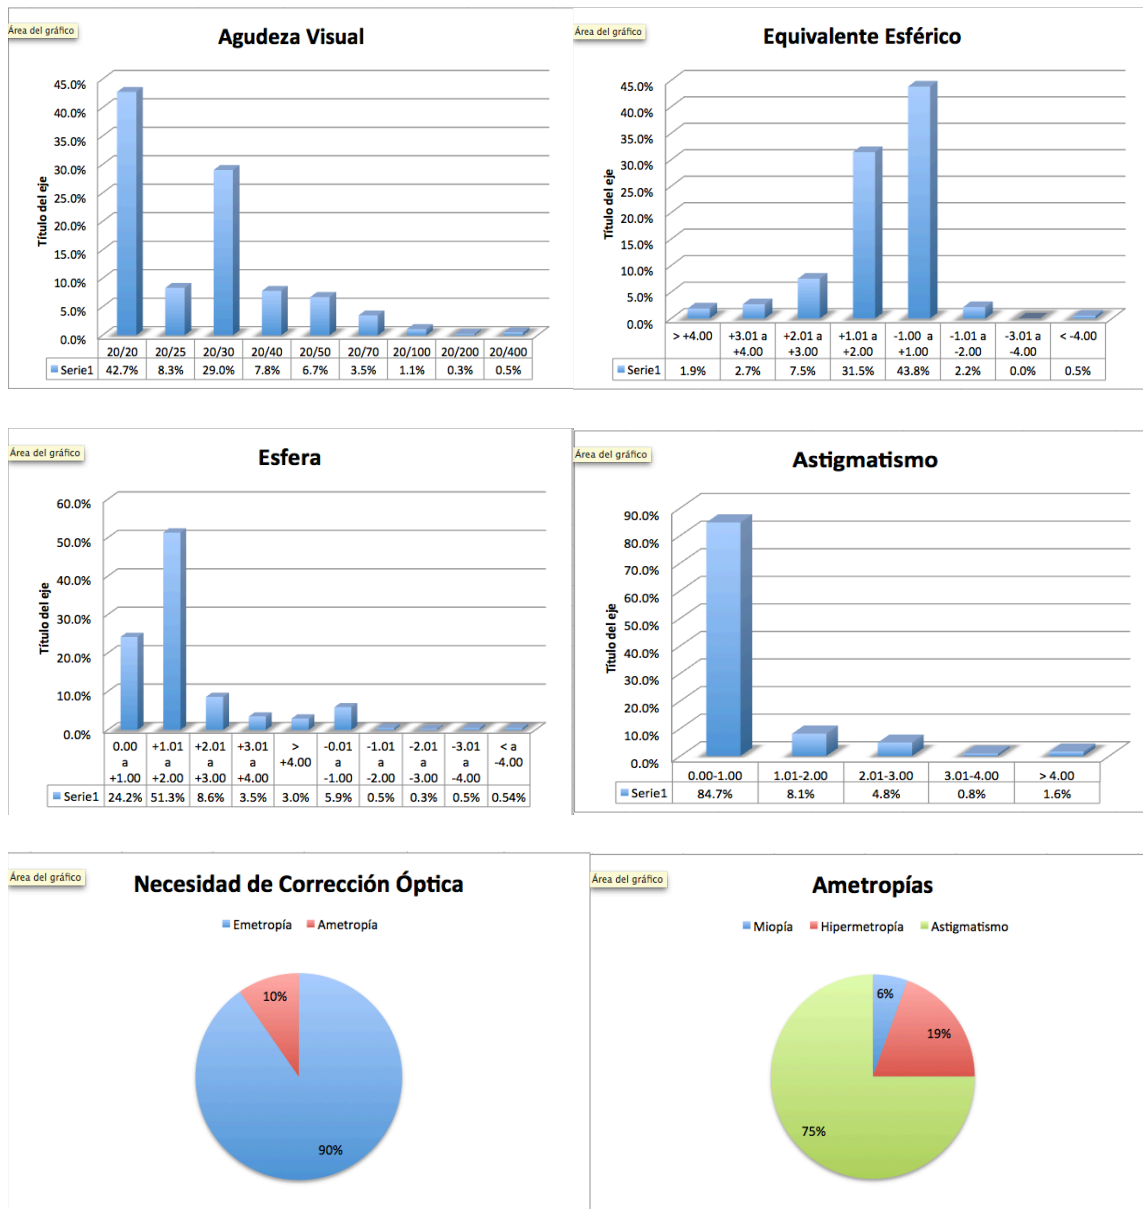 Área del gráfico
Agudeza Visual
Título del eje
45.0%
40.0%
35.0%
30.0%
25.0%
20.0%
15.0%
10.0%
5.0%
0.0%
20/20 20/25 20/30 20/40 20/50 20/70 20/100 20/200 20/400
Serie1 42.7% 8.3% 29.0% 7.8% 6.7% 3.5% 1.1% 0.3% 0.5%
Área del gráfico
Equivalente Esférico
Título del eje
45.0%
40.0%
35.0%
30.0%
25.0%
20.0%
15.0%
10.0%
5.0%
0.0%
> +4.00 +3.01 a +2.01 a +1.01 a -1.00 a -1.01 a -3.01 a < -4.00
+4.00 +3.00 +2.00 +1.00 -2.00 -4.00
Serie1 1.9% 2.7% 7.5% 31.5% 43.8% 2.2% 0.0% 0.5%
Área del gráfico
Esfera
Título del eje
60.0%
50.0%
40.0%
30.0%
20.0%
10.0%
0.0%
0.00 +1.01 +2.01 +3.01 > -0.01 -1.01 -2.01 -3.01 < a
a a a a +4.00 a a a a -4.00
+1.00 +2.00 +3.00 +4.00 -1.00 -2.00 -3.00 -4.00
Serie1 24.2% 51.3% 8.6% 3.5% 3.0% 5.9% 0.5% 0.3% 0.5% 0.54%
Área del gráfico
Astigmatismo
Título del eje
90.0%
80.0%
70.0%
60.0%
50.0%
40.0%
30.0%
20.0%
10.0%
0.0%
0.00-1.00 1.01-2.00 2.01-3.00 3.01-4.00 > 4.00
Serie1 84.7% 8.1% 4.8% 0.8% 1.6%
Área del gráfico
Necesidad de Corrección Óptica
Emetropía Ametropía
10%
90%
Área del gráfico
Ametropías
Miopía Hipermetropía Astigmatismo
6%
19%
75%